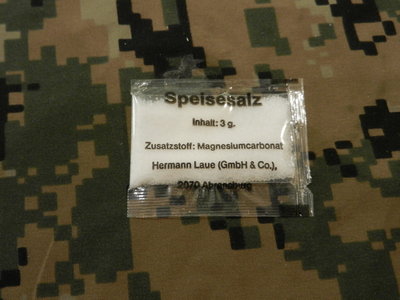 Speisesalz
Inhalt: 3 g.
Zusatzstoff: Magnesiumcarbonat
Hermann Laue (GmbH & Co.),
2070 Ahrensburg